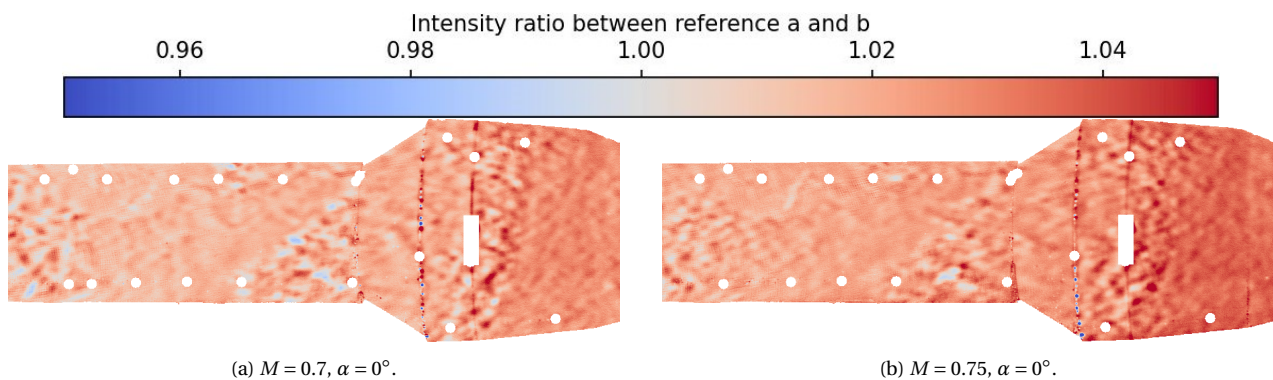 Intensity ratio between reference a and b
0.96 0.98 1.00 1.02 1.04
(a) M = 0.7, α = 0°.
(b) M = 0.75, α = 0°.